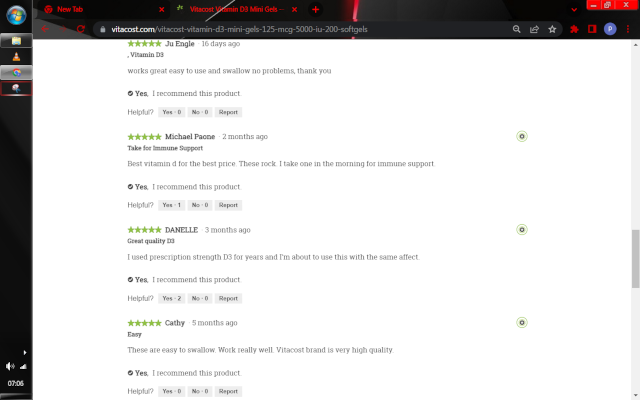 New Tab
Vitacost Vitamin D3 Mini Gels --
vitacost.com/vitacost-vitamin-d3-mini-gels-125-mcg-5000-iu-200-softgels
P
Ju Engle · 16 days ago
, Vitamin D3
works great easy to use and swallow no problems, thank you
Yes, I recommend this product.
Helpful? Yes · 0 No · 0 Report
Michael Paone · 2 months ago
Take for Immune Support
Best vitamin d for the best price. These rock. I take one in the morning for immune support
Yes, I recommend this product.
Helpful? Yes · 1 No · 0 Report
DANELLE · 3 months ago
Great quality D3
I used prescription strength D3 for years and I'm about to use this with the same affect.
Yes, I recommend this product.
Helpful? Yes · 2 No · 0 Report
Cathy · 5 months ago
Easy
These are easy to swallow. Work really well. Vitacost brand is very high quality.
Yes, I recommend this product.
Helpful? Yes · 0 No · 0 Report
07:06